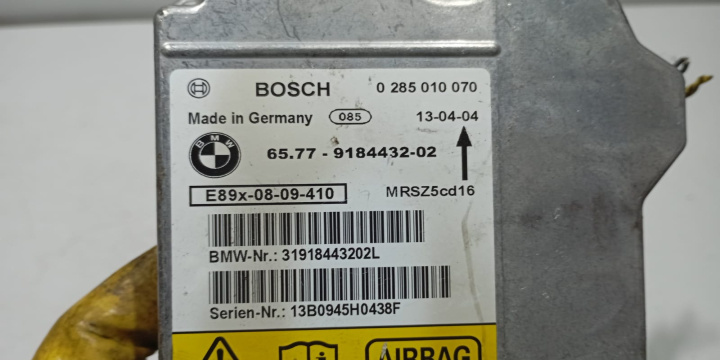 BOSCH 0 285 010 070
Made in Germany 085 13-04-04
BMW 65.77 - 9184432-02
E89x-08-09-410 MRSZ5cd16
BMW-Nr.: 31918443202L
Serien-Nr.: 13B0945H0438F
AIRBAG